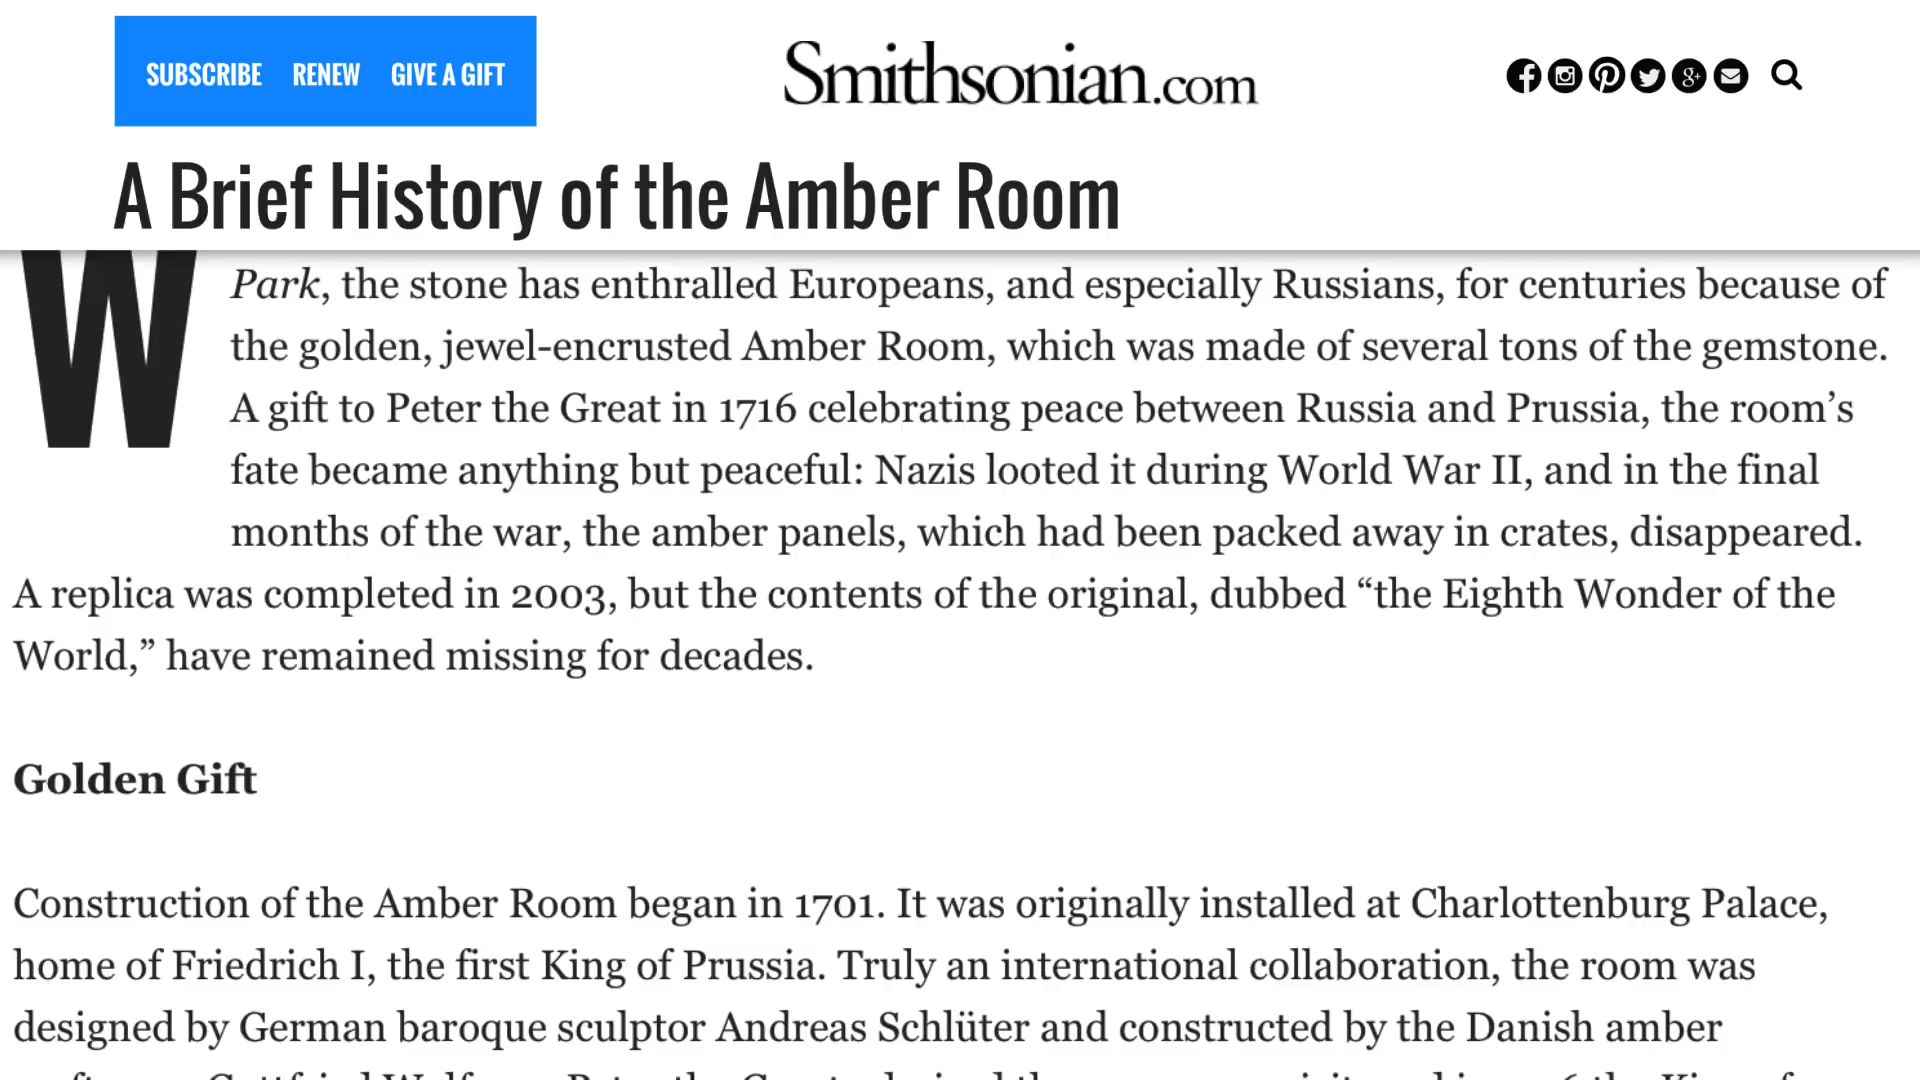 SUBSCRIBE RENEW GIVE A GIFT
Smithsonian.com
A Brief History of the Amber Room
W
Park, the stone has enthralled Europeans, and especially Russians, for centuries because of
the golden, jewel-encrusted Amber Room, which was made of several tons of the gemstone.
A gift to Peter the Great in 1716 celebrating peace between Russia and Prussia, the room’s
fate became anything but peaceful: Nazis looted it during World War II, and in the final
months of the war, the amber panels, which had been packed away in crates, disappeared.
A replica was completed in 2003, but the contents of the original, dubbed “the Eighth Wonder of the
World,” have remained missing for decades.
Golden Gift
Construction of the Amber Room began in 1701. It was originally installed at Charlottenburg Palace,
home of Friedrich I, the first King of Prussia. Truly an international collaboration, the room was
designed by German baroque sculptor Andreas Schlüter and constructed by the Danish amber